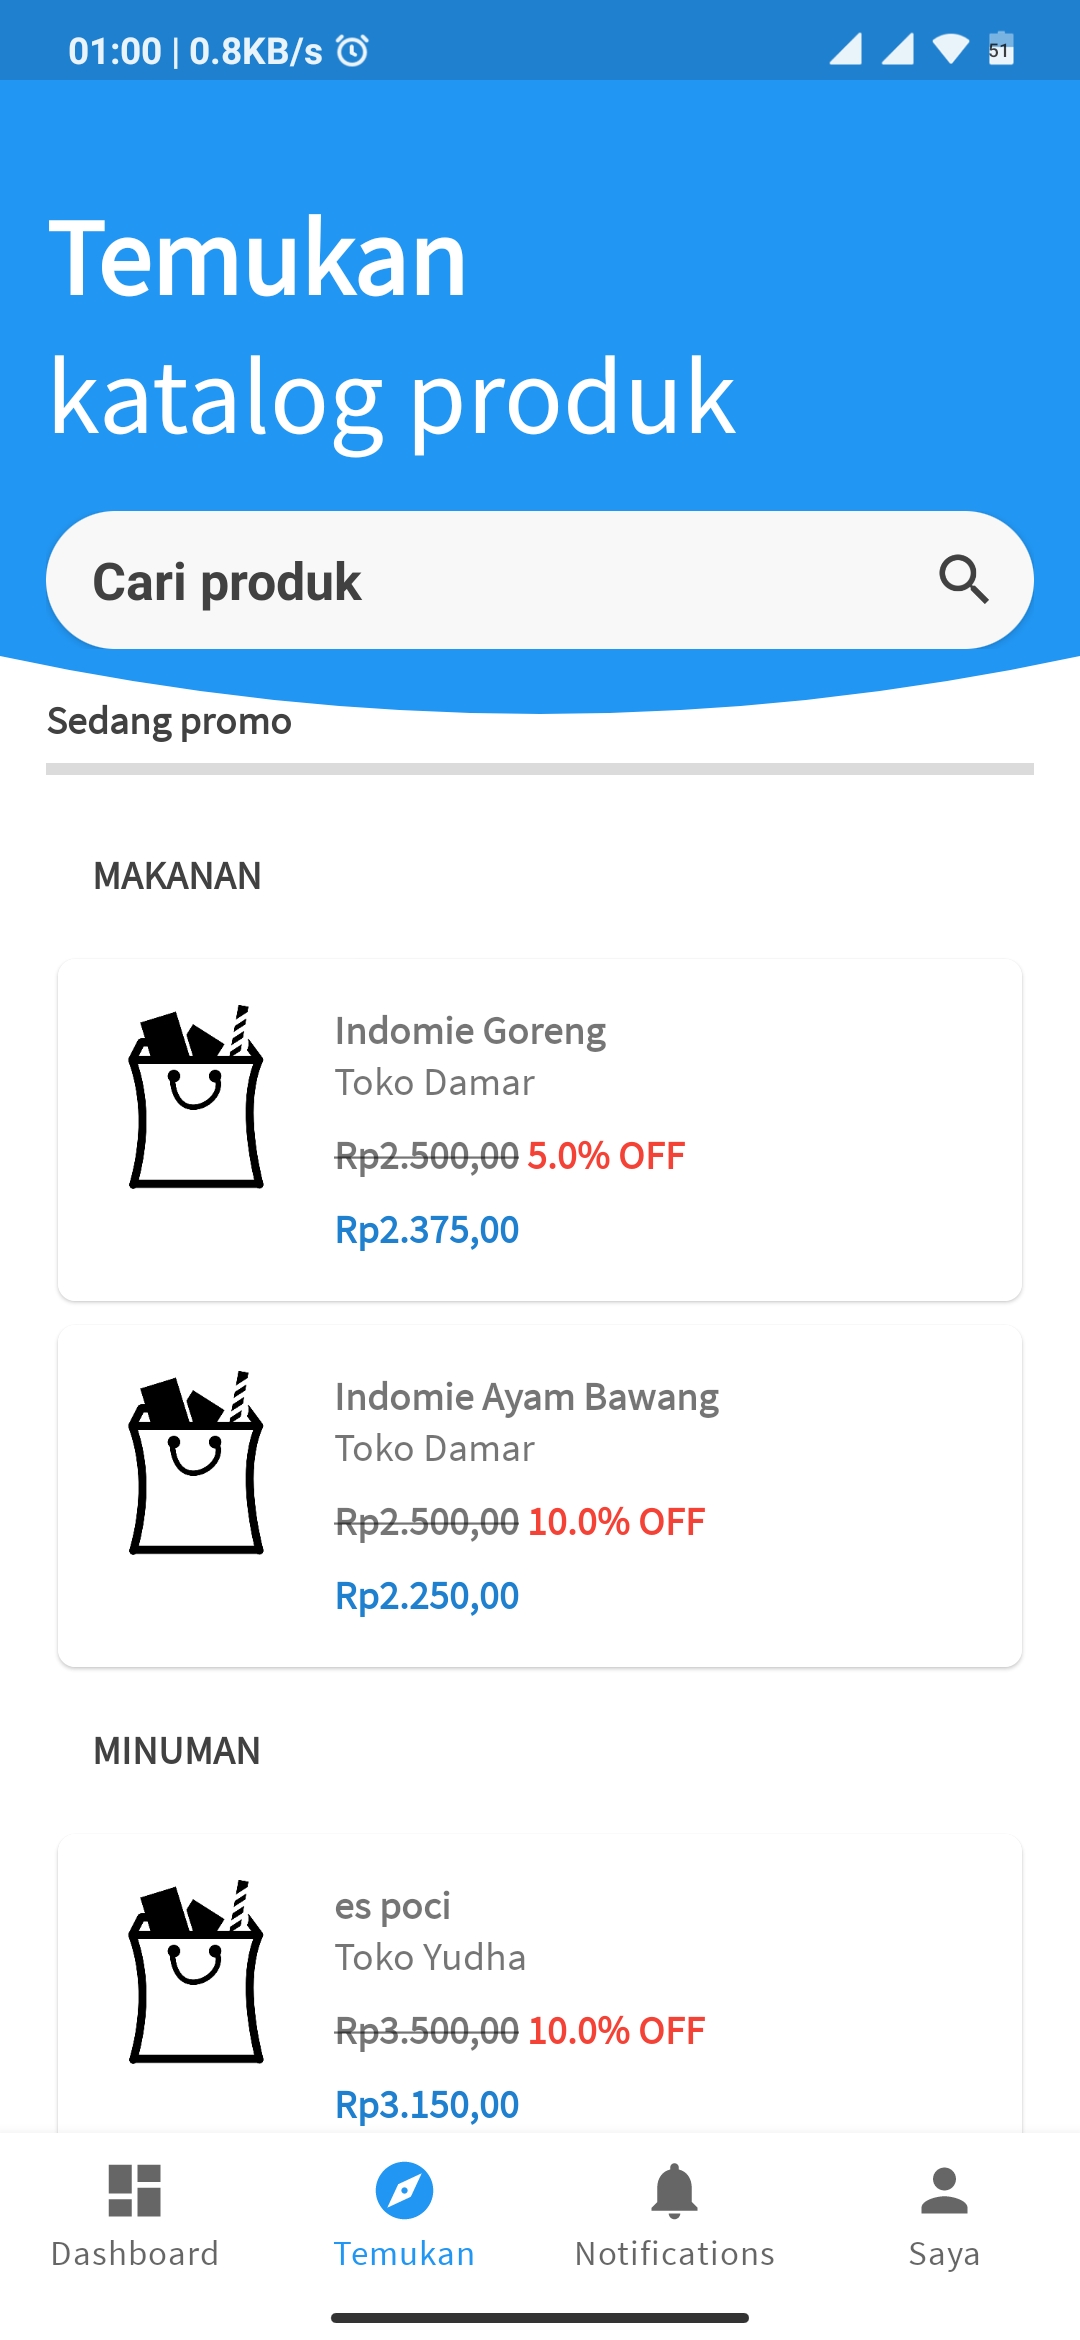 01:00 | 0.8KB/s
51
Temukan
katalog produk
Cari produk
Sedang promo
MAKANAN
Indomie Goreng
Toko Damar
Rp2.500,00 5.0% OFF
Rp2.375,00
Indomie Ayam Bawang
Toko Damar
Rp2.500,00 10.0% OFF
Rp2.250,00
MINUMAN
es poci
Toko Yudha
Rp3.500,00 10.0% OFF
Rp3.150,00
Dashboard
Temukan
Notifications
Saya